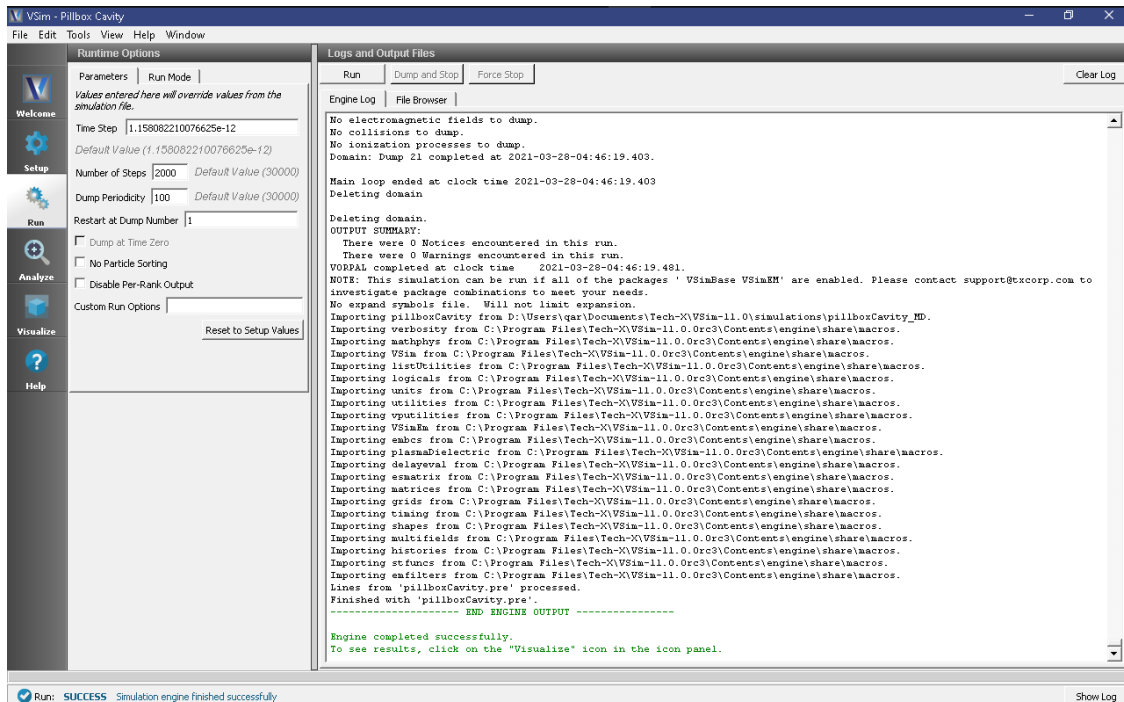 VSim - Pillbox Cavity
File Edit Tools View Help Window
Welcome
Setup
Run
Analyze
Visualize
Help
Runtime Options
Parameters Run Mode
Values entered here will override values from the
simulation file.
Time Step 1.158082210076625e-12
Default Value (1.158082210076625e-12)
Number of Steps 2000 Default Value (30000)
Dump Periodicity 100 Default Value (30000)
Restart at Dump Number 1
Dump at Time Zero
No Particle Sorting
Disable Per-Rank Output
Custom Run Options
Reset to Setup Values
Logs and Output Files
Run Dump and Stop Force Stop Clear Log
Engine Log File Browser
No electromagnetic fields to dump.
No collisions to dump.
No ionization processes to dump.
Domain: Dump 21 completed at 2021-03-28-04:46:19.403.
Main loop ended at clock time 2021-03-28-04:46:19.403
Deleting domain
Deleting domain.
OUTPUT SUMMARY:
There were 0 Notices encountered in this run.
There were 0 Warnings encountered in this run.
VORPAL completed at clock time 2021-03-28-04:46:19.481.
NOTE: This simulation can be run if all of the packages ' VSimBase VSimEM' are enabled. Please contact support@txcorp.com to
investigate package combinations to meet your needs.
No expand symbols file. Will not limit expansion.
Importing pillboxCavity from D:\Users\qar\Documents\Tech-X\VSim-11.0\simulations\pillboxCavity_MD.
Importing verbosity from C:\Program Files\Tech-X\VSim-11.0.0rc3\Contents\engine\share\macros.
Importing mathphys from C:\Program Files\Tech-X\VSim-11.0.0rc3\Contents\engine\share\macros.
Importing VSim from C:\Program Files\Tech-X\VSim-11.0.0rc3\Contents\engine\share\macros.
Importing listUtilities from C:\Program Files\Tech-X\VSim-11.0.0rc3\Contents\engine\share\macros.
Importing logicals from C:\Program Files\Tech-X\VSim-11.0.0rc3\Contents\engine\share\macros.
Importing units from C:\Program Files\Tech-X\VSim-11.0.0rc3\Contents\engine\share\macros.
Importing utilities from C:\Program Files\Tech-X\VSim-11.0.0rc3\Contents\engine\share\macros.
Importing vputilities from C:\Program Files\Tech-X\VSim-11.0.0rc3\Contents\engine\share\macros.
Importing VSimEm from C:\Program Files\Tech-X\VSim-11.0.0rc3\Contents\engine\share\macros.
Importing embcs from C:\Program Files\Tech-X\VSim-11.0.0rc3\Contents\engine\share\macros.
Importing plasmaDielectric from C:\Program Files\Tech-X\VSim-11.0.0rc3\Contents\engine\share\macros.
Importing delayeval from C:\Program Files\Tech-X\VSim-11.0.0rc3\Contents\engine\share\macros.
Importing esmatrix from C:\Program Files\Tech-X\VSim-11.0.0rc3\Contents\engine\share\macros.
Importing matrices from C:\Program Files\Tech-X\VSim-11.0.0rc3\Contents\engine\share\macros.
Importing grids from C:\Program Files\Tech-X\VSim-11.0.0rc3\Contents\engine\share\macros.
Importing timing from C:\Program Files\Tech-X\VSim-11.0.0rc3\Contents\engine\share\macros.
Importing shapes from C:\Program Files\Tech-X\VSim-11.0.0rc3\Contents\engine\share\macros.
Importing multifields from C:\Program Files\Tech-X\VSim-11.0.0rc3\Contents\engine\share\macros.
Importing histories from C:\Program Files\Tech-X\VSim-11.0.0rc3\Contents\engine\share\macros.
Importing stfuncs from C:\Program Files\Tech-X\VSim-11.0.0rc3\Contents\engine\share\macros.
Importing emfilters from C:\Program Files\Tech-X\VSim-11.0.0rc3\Contents\engine\share\macros.
Lines from 'pillboxCavity.pre' processed.
Finished with 'pillboxCavity.pre'.
-------------------- END ENGINE OUTPUT ---------------
Engine completed successfully.
To see results, click on the "Visualize" icon in the icon panel.
Run: SUCCESS Simulation engine finished successfully Show Log